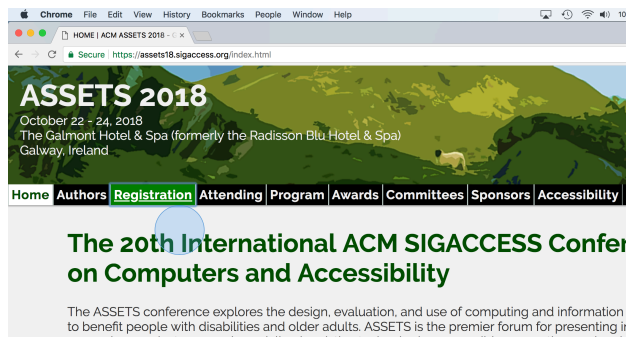 Chrome File Edit View History Bookmarks People Window Help
HOME | ACM ASSETS 2018 -
Secure | https://assets18.sigaccess.org/index.html
ASSETS 2018
October 22 - 24, 2018
The Galmont Hotel & Spa (formerly the Radisson Blu Hotel & Spa)
Galway, Ireland
Home Authors Registration Attending Program Awards Committees Sponsors Accessibility
The 20th International ACM SIGACCESS Confer
on Computers and Accessibility
The ASSETS conference explores the design, evaluation, and use of computing and information
to benefit people with disabilities and older adults. ASSETS is the premier forum for presenting